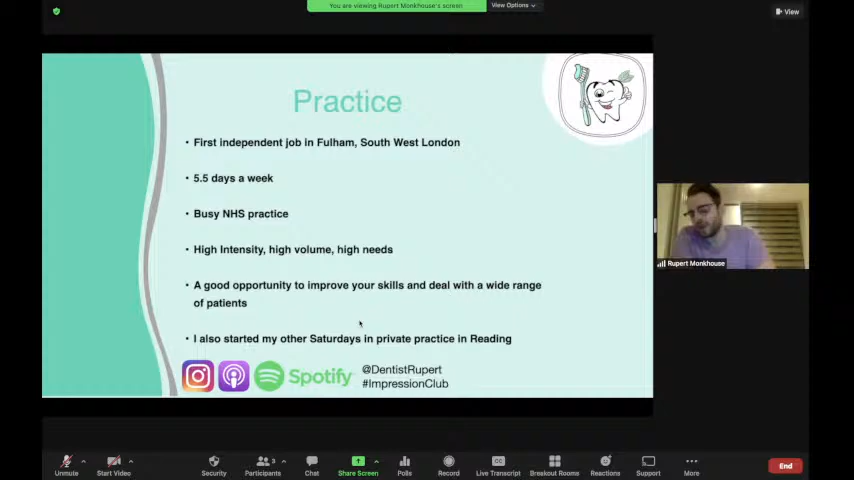 You are viewing Rupert Monkhouse's screen
View Options
View
Practice
• First independent job in Fulham, South West London
• 5.5 days a week
• Busy NHS practice
• High Intensity, high volume, high needs
• A good opportunity to improve your skills and deal with a wide range
of patients
• I also started my other Saturdays in private practice in Reading
Spotify
@DentistRupert
#ImpressionClub
Rupert Monkhouse
Unmute
Start Video
Security
Participants
3
Chat
Share Screen
Polls
Record
CC
Live Transcript
Breakout Rooms
Reactions
Support
More
End